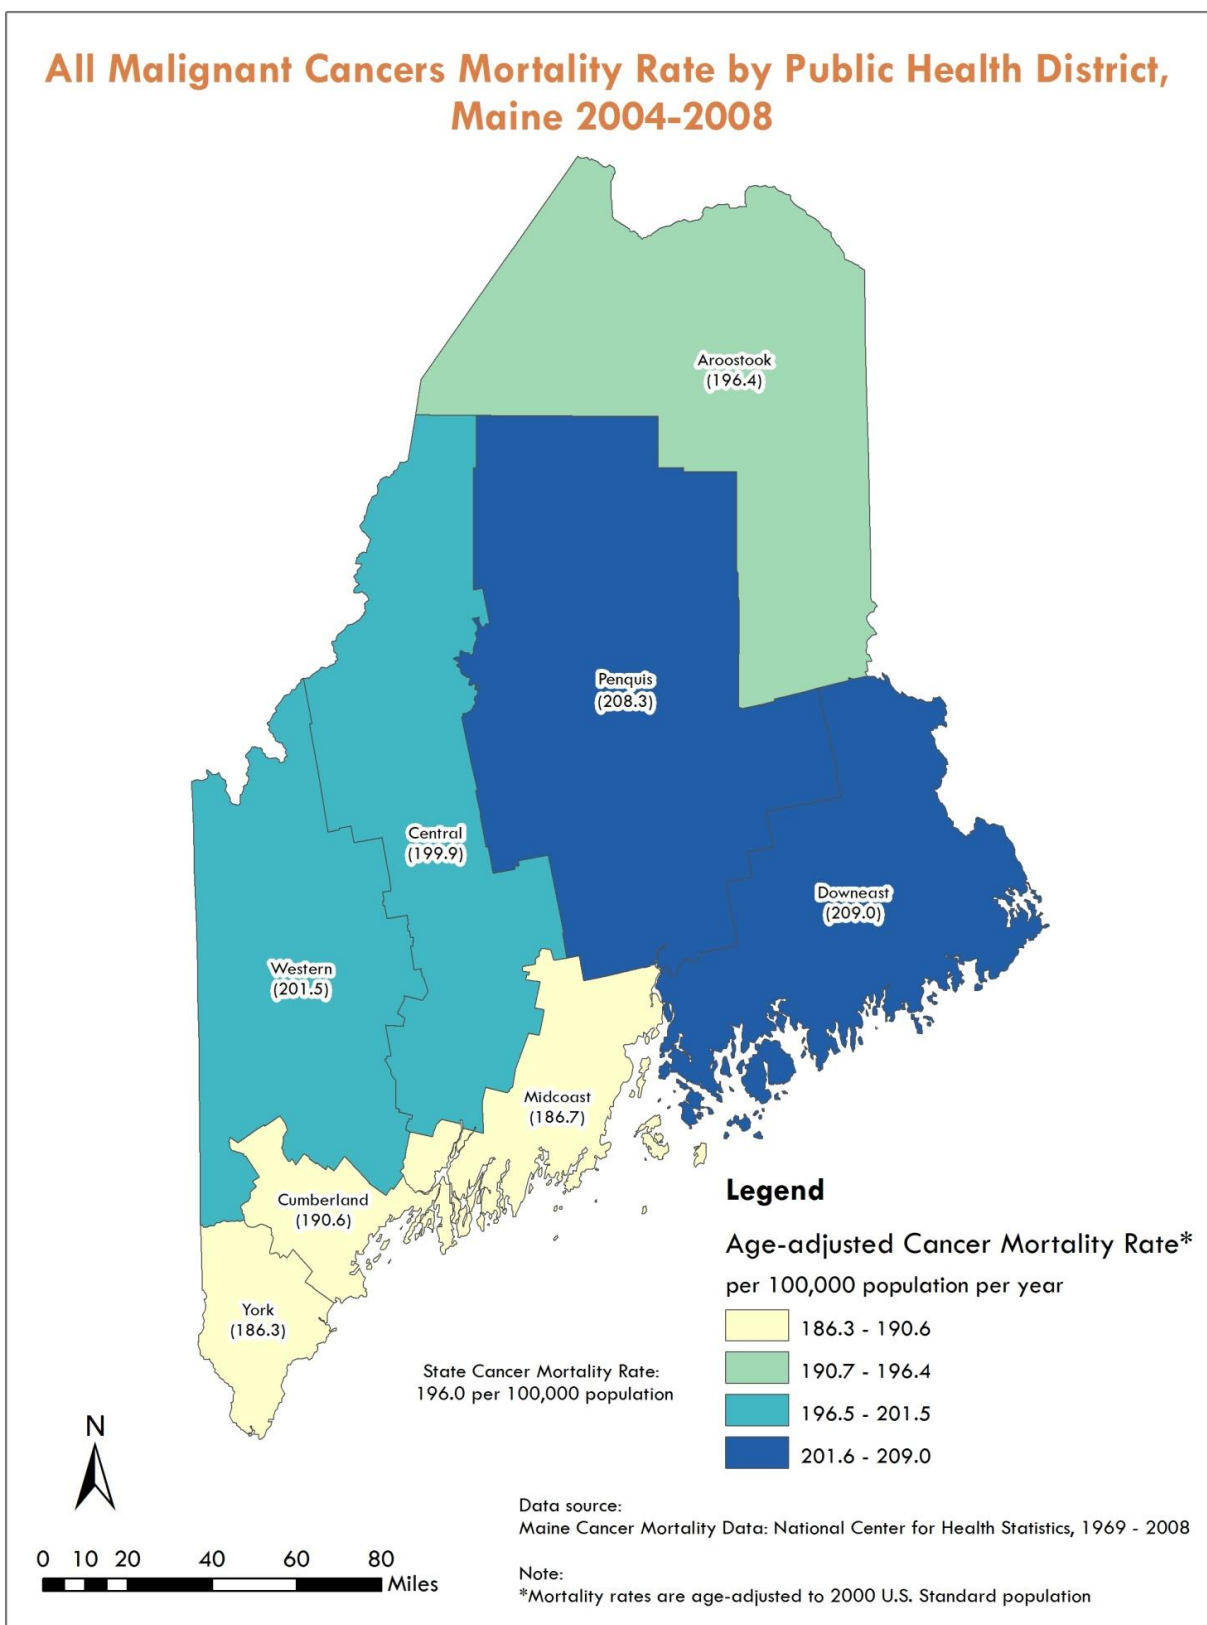 All Malignant Cancers Mortality Rate by Public Health District,
Maine 2004-2008
Aroostook
(196.4)
Penquis
(208.3)
Central
(199.9)
Downeast
(209.0)
Western
(201.5)
Midcoast
(186.7)
Cumberland
(190.6)
York
(186.3)
Legend
Age-adjusted Cancer Mortality Rate*
per 100,000 population per year
186.3 - 190.6
190.7 - 196.4
196.5 - 201.5
201.6 - 209.0
State Cancer Mortality Rate:
196.0 per 100,000 population
N
0 10 20 40 60 80
Miles
Data source:
Maine Cancer Mortality Data: National Center for Health Statistics, 1969 - 2008
Note:
*Mortality rates are age-adjusted to 2000 U.S. Standard population